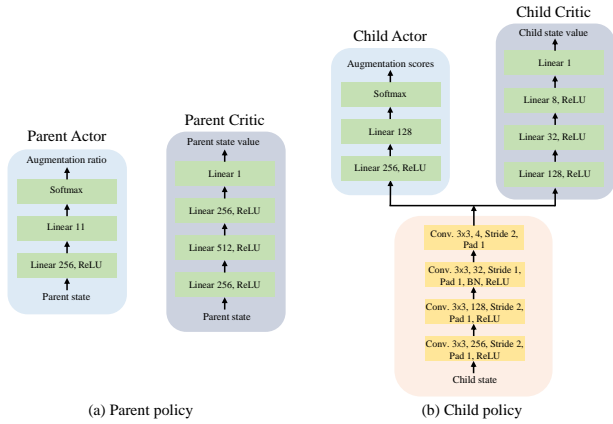 Parent Actor
Augmentation ratio
Softmax
Linear 11
Linear 256, ReLU
Parent state
Parent Critic
Parent state value
Linear 1
Linear 256, ReLU
Linear 512, ReLU
Linear 256, ReLU
Parent state
(a) Parent policy
Child Actor
Augmentation scores
Softmax
Linear 128
Linear 256, ReLU
Child Critic
Child state value
Linear 1
Linear 8, ReLU
Linear 32, ReLU
Linear 128, ReLU
Conv. 3x3, 4, Stride 2,
Pad 1
Conv. 3x3, 32, Stride 1,
Pad 1, BN, ReLU
Conv. 3x3, 128, Stride 2,
Pad 1, ReLU
Conv. 3x3, 256, Stride 2,
Pad 1, ReLU
Child state
(b) Child policy